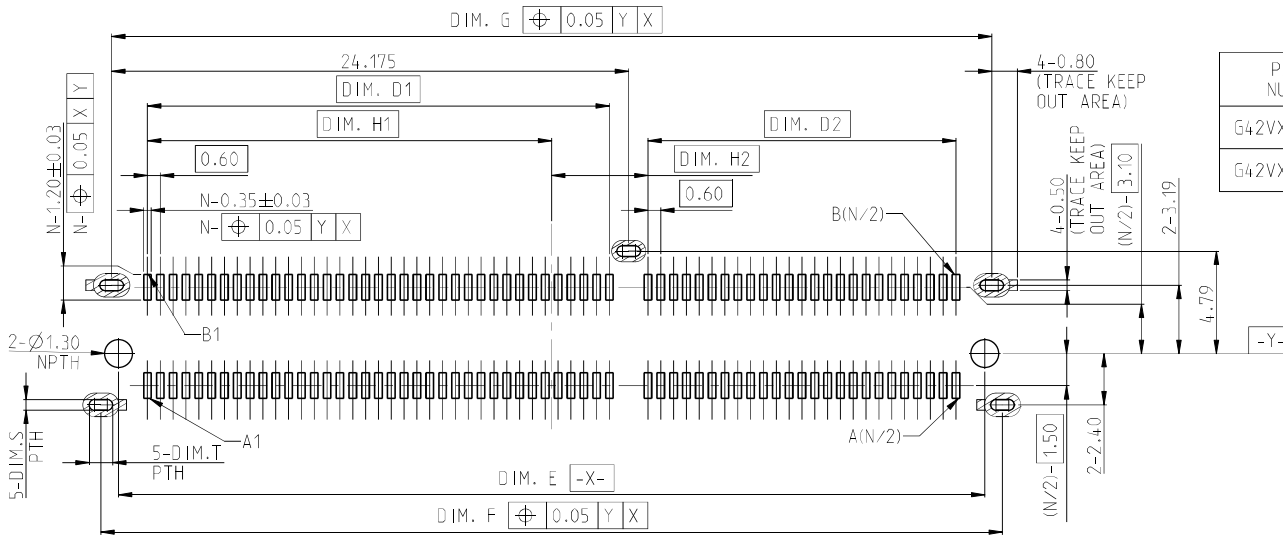 DIM. G ⌖ 0.05 Y X
24.175
DIM. D1
DIM. H1
DIM. D2
0.60
DIM. H2
0.60
N-0.35±0.03
N- ⌖ 0.05 Y X
N-1.20±0.03
N- ⌖ 0.05 X Y
4-0.80
(TRACE KEEP
OUT AREA)
4-0.50
(TRACE KEEP
OUT AREA)
(N/2)-3.10
2-3.19
4.79
-Y-
P
NU
G42VX
G42VX
B(N/2)
B1
2-Ø1.30
NPTH
A1
A(N/2)
5-DIM.S
PTH
5-DIM.T
PTH
DIM. E -X-
DIM. F ⌖ 0.05 Y X
(N/2)-1.50
2-2.40